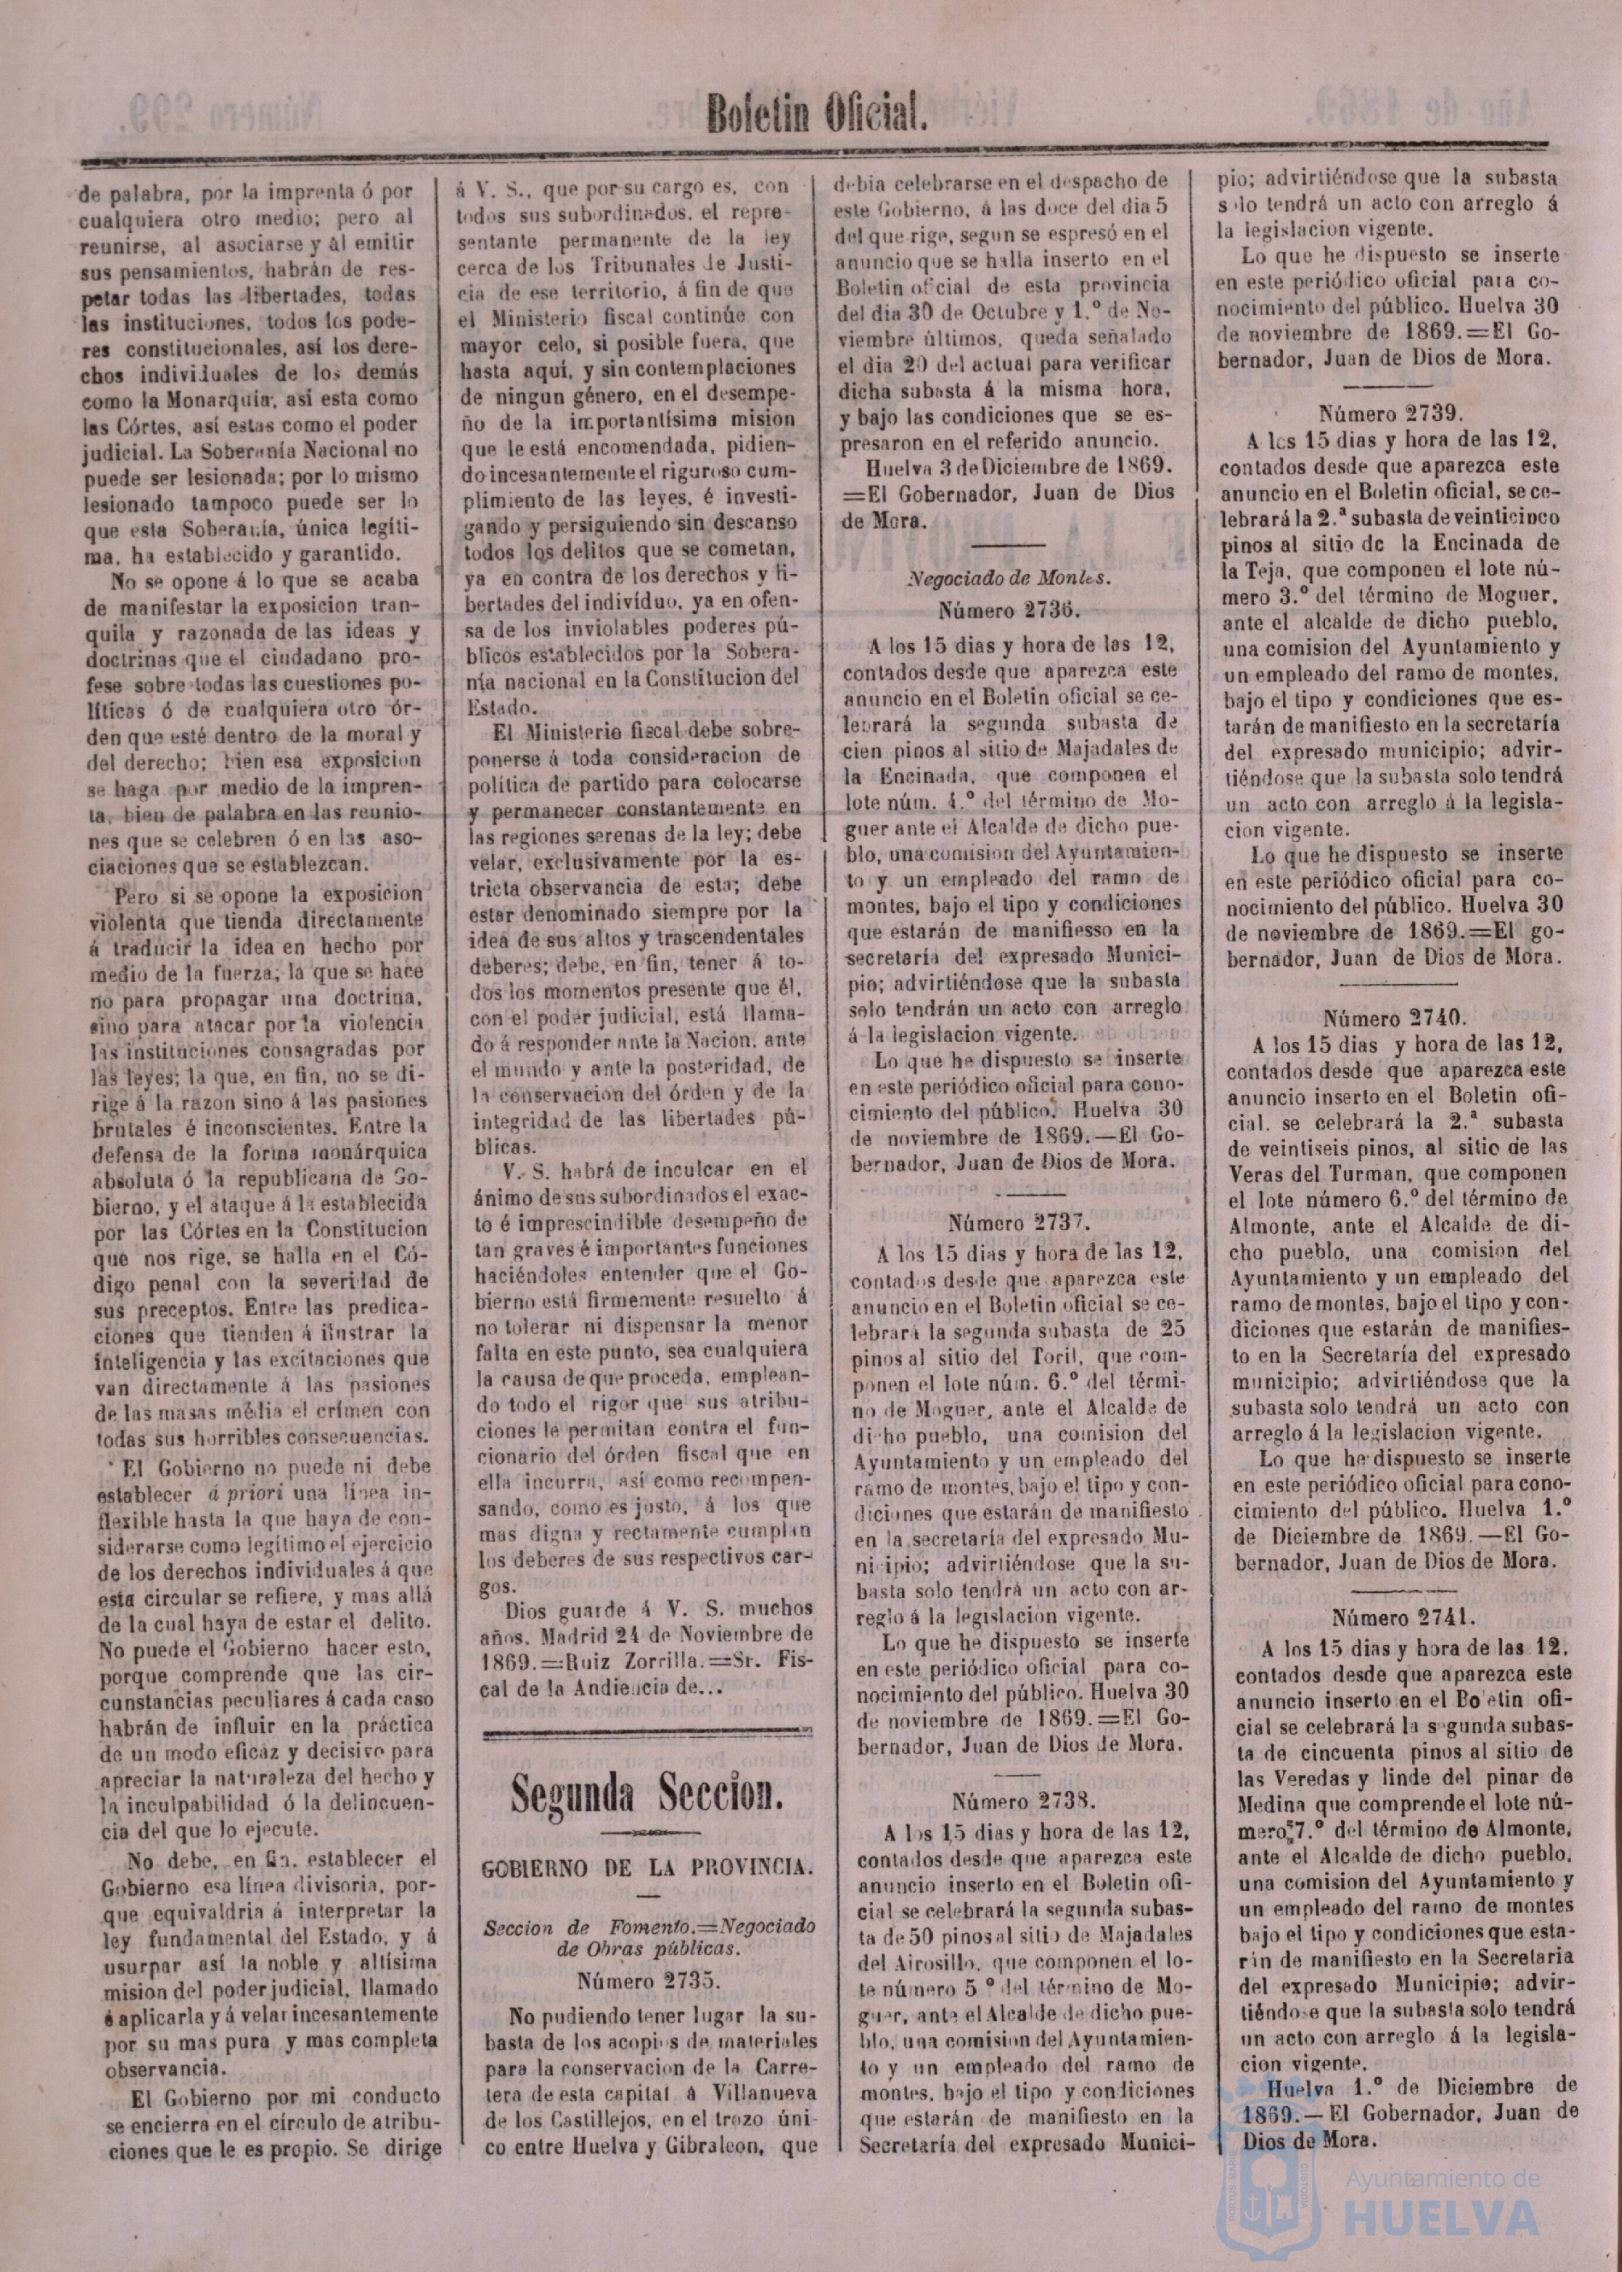 Boletin Oficial.
de palabra, por la imprenta ó por
cualquiera otro medio; pero al
reunirse, al asociarse y al emitir
sus pensamientos, habrán de res-
petar todas las libertades, todas
las instituciones, todos los pode-
res constitucionales, así los dere-
chos individuales de los demás
como la Monarquía, asi esta como
las Córtes, así estas como el poder
judicial. La Soberanía Nacional no
puede ser lesionada; por lo mismo
lesionado tampoco puede ser lo
que esta Soberanía, única legíti-
ma, ha establecido y garantido.
No se opone á lo que se acaba
de manifestar la exposicion tran-
quila y razonada de las ideas y
doctrinas que el ciudadano pro-
fese sobre todas las cuestiones po-
líticas ó de cualquiera otro ór-
den que esté dentro de la moral y
del derecho; bien esa exposicion
se haga por medio de la impren-
ta, bien de palabra en las reunio-
nes que se celebren ó en las aso-
ciaciones que se establezcan.
Pero si se opone la exposicion
violenta que tienda directamente
á traducir la idea en hecho por
medio de la fuerza; la que se hace
no para propagar una doctrina,
sino para atacar por la violencia
las instituciones consagradas por
las leyes; la que, en fin, no se di-
rige á la razon sino á las pasiones
brutales é inconscientes. Entre la
defensa de la forma monárquica
absoluta ó la republicana de Go-
bierno, y el ataque á la establecida
por las Córtes en la Constitucion
que nos rige, se halla en el Có-
digo penal con la severidad de
sus preceptos. Entre las predica-
ciones que tienden á ilustrar la
inteligencia y las excitaciones que
van directamente á las pasiones
de las masas média el crímen con
todas sus horribles consecuencias.
El Gobierno no puede ni debe
establecer á priori una línea in-
flexible hasta la que haya de con-
siderarse como legítimo el ejercicio
de los derechos individuales á que
esta circular se refiere, y mas allá
de la cual haya de estar el delito.
No puede el Gobierno hacer esto,
porque comprende que las cir-
cunstancias peculiares á cada caso
habrán de influir en la práctica
de un modo eficaz y decisivo para
apreciar la naturaleza del hecho y
la inculpabilidad ó la delincuen-
cia del que lo ejecute.
No debe, en fin, establecer el
Gobierno esa línea divisoria, por-
que equivaldria á interpretar la
ley fundamental del Estado, y á
usurpar así la noble y altísima
mision del poder judicial, llamado
á aplicarla y á velar incesantemente
por su mas pura y mas completa
observancia.
El Gobierno por mi conducto
se encierra en el círculo de atribu-
ciones que le es propio. Se dirige
á V. S., que por su cargo es, con
todos sus subordinados, el repre-
sentante permanente de la ley
cerca de los Tribunales de Justi-
cia de ese territorio, á fin de que
el Ministerio fiscal continúe con
mayor celo, si posible fuera, que
hasta aquí, y sin contemplaciones
de ningun género, en el desempe-
ño de la importantísima mision
que le está encomendada, pidien-
do incesantemente el riguroso cum-
plimiento de las leyes, é investi-
gando y persiguiendo sin descanso
todos los delitos que se cometan,
ya en contra de los derechos y li-
bertades del indivíduo, ya en ofen-
sa de los inviolables poderes pú-
blicos establecidos por la Sobera-
nía nacional en la Constitucion del
Estado.
El Ministerio fiscal debe sobre-
ponerse á toda consideracion de
política de partido para colocarse
y permanecer constantemente en
las regiones serenas de la ley; debe
velar, exclusivamente por la es-
tricta observancia de esta; debe
estar denominado siempre por la
idea de sus altos y trascendentales
deberes; debe, en fin, tener á to-
dos los momentos presente que él,
con el poder judicial, está llama-
do á responder ante la Nacion, ante
el mundo y ante la posteridad, de
la conservacion del órden y de la
integridad de las libertades pú-
blicas.
V. S. habrá de inculcar en el
ánimo de sus subordinados el exac-
to é imprescindible desempeño de
tan graves é importantes funciones
haciéndoles entender que el Go-
bierno está firmemente resuelto á
no tolerar ni dispensar la menor
falta en este punto, sea cualquiera
la causa de que proceda, emplean-
do todo el rigor que sus atribu-
ciones le permitan contra el fun-
cionario del órden fiscal que en
ella incurra, así como recompen-
sando, como es justo, á los que
mas digna y rectamente cumplan
los deberes de sus respectivos car-
gos.
Dios guarde á V. S. muchos
años. Madrid 24 de Noviembre de
1869.=Ruiz Zorrilla.=Sr. Fis-
cal de la Andiencia de...
Segunda Seccion.
GOBIERNO DE LA PROVINCIA.
Seccion de Fomento.=Negociado
de Obras públicas.
Número 2735.
No pudiendo tener lugar la su-
basta de los acopios de materiales
para la conservacion de la Carre-
tera de esta capital á Villanueva
de los Castillejos, en el trozo úni-
co entre Huelva y Gibraleon, que
debia celebrarse en el despacho de
este Gobierno, á las doce del dia 5
del que rige, segun se espresó en el
anuncio que se halla inserto en el
Boletin oficial de esta provincia
del dia 30 de Octubre y 1.º de No-
viembre últimos, queda señalado
el dia 20 del actual para verificar
dicha subasta á la misma hora,
y bajo las condiciones que se es-
presaron en el referido anuncio.
Huelva 3 de Diciembre de 1869.
=El Gobernador, Juan de Dios
de Mora.
Negociado de Montes.
Número 2736.
A los 15 dias y hora de las 12,
contados desde que aparezca este
anuncio en el Boletin oficial se ce-
lebrará la segunda subasta de
cien pinos al sitio de Majadales de
la Encinada, que componen el
lote núm. 4.º del término de Mo-
guer ante el Alcalde de dicho pue-
blo, una comision del Ayuntamien-
to y un empleado del ramo de
montes, bajo el tipo y condiciones
que estarán de manifiesso en la
secretaría del expresado Munici-
pio; advirtiéndose que la subasta
solo tendrán un acto con arreglo
á la legislacion vigente.
Lo que he dispuesto se inserte
en este periódico oficial para cono-
cimiento del público. Huelva 30
de noviembre de 1869.—El Go-
bernador, Juan de Dios de Mora.
Número 2737.
A los 15 dias y hora de las 12,
contados desde que aparezca este
anuncio en el Boletin oficial se ce-
lebrará la segunda subasta de 25
pinos al sitio del Toril, que com-
ponen el lote núm. 6.º del térmi-
no de Moguer, ante el Alcalde de
dicho pueblo, una comision del
Ayuntamiento y un empleado del
ramo de montes, bajo el tipo y con-
diciones que estarán de manifiesto
en la secretaría del expresado Mu-
nicipio; advirtiéndose que la su-
basta solo tendrá un acto con ar-
reglo á la legislacion vigente.
Lo que he dispuesto se inserte
en este periódico oficial para co-
nocimiento del público. Huelva 30
de noviembre de 1869.=El Go-
bernador, Juan de Dios de Mora.
Número 2738.
A los 15 dias y hora de las 12,
contados desde que aparezca este
anuncio inserto en el Boletin ofi-
cial se celebrará la segunda subas-
ta de 50 pinos al sitio de Majadales
del Airosillo, que componen el lo-
te número 5.º del término de Mo-
guer, ante el Alcalde de dicho pue-
blo, una comision del Ayuntamien-
to y un empleado del ramo de
montes, bajo el tipo y condiciones
que estarán de manifiesto en la
Secretaría del expresado Munici-
pio; advirtiéndose que la subasta
solo tendrá un acto con arreglo á
la legislacion vigente.
Lo que he dispuesto se inserte
en este periódico oficial para co-
nocimiento del público. Huelva 30
de noviembre de 1869.=El Go-
bernador, Juan de Dios de Mora.
Número 2739.
A los 15 dias y hora de las 12,
contados desde que aparezca este
anuncio en el Boletin oficial, se ce-
lebrará la 2.ª subasta de veinticinco
pinos al sitio de la Encinada de
la Teja, que componen el lote nú-
mero 3.º del término de Moguer,
ante el alcalde de dicho pueblo,
una comision del Ayuntamiento y
un empleado del ramo de montes,
bajo el tipo y condiciones que es-
tarán de manifiesto en la secretaría
del expresado municipio; advir-
tiéndose que la subasta solo tendrá
un acto con arreglo á la legisla-
cion vigente.
Lo que he dispuesto se inserte
en este periódico oficial para co-
nocimiento del público. Huelva 30
de noviembre de 1869.=El go-
bernador, Juan de Dios de Mora.
Número 2740.
A los 15 dias y hora de las 12,
contados desde que aparezca este
anuncio inserto en el Boletin ofi-
cial. se celebrará la 2.ª subasta
de veintiseis pinos, al sitio de las
Veras del Turman, que componen
el lote número 6.º del término de
Almonte, ante el Alcalde de di-
cho pueblo, una comision del
Ayuntamiento y un empleado del
ramo de montes, bajo el tipo y con-
diciones que estarán de manifies-
to en la Secretaría del expresado
municipio; advirtiéndose que la
subasta solo tendrá un acto con
arreglo á la legislacion vigente.
Lo que he dispuesto se inserte
en este periódico oficial para cono-
cimiento del público. Huelva 1.º
de Diciembre de 1869.—El Go-
bernador, Juan de Dios de Mora.
Número 2741.
A los 15 dias y hora de las 12,
contados desde que aparezca este
anuncio inserto en el Boletin ofi-
cial se celebrará la segunda subas-
ta de cincuenta pinos al sitio de
las Veredas y linde del pinar de
Medina que comprende el lote nú-
mero 7.º del término de Almonte,
ante el Alcalde de dicho pueblo,
una comision del Ayuntamiento y
un empleado del ramo de montes
bajo el tipo y condiciones que esta-
rán de manifiesto en la Secretaria
del expresado Municipio; advir-
tiéndose que la subasta solo tendrá
un acto con arreglo á la legisla-
cion vigente.
Huelva 1.º de Diciembre de
1869.—El Gobernador, Juan de
Dios de Mora.
Ayuntamiento de
HUELVA